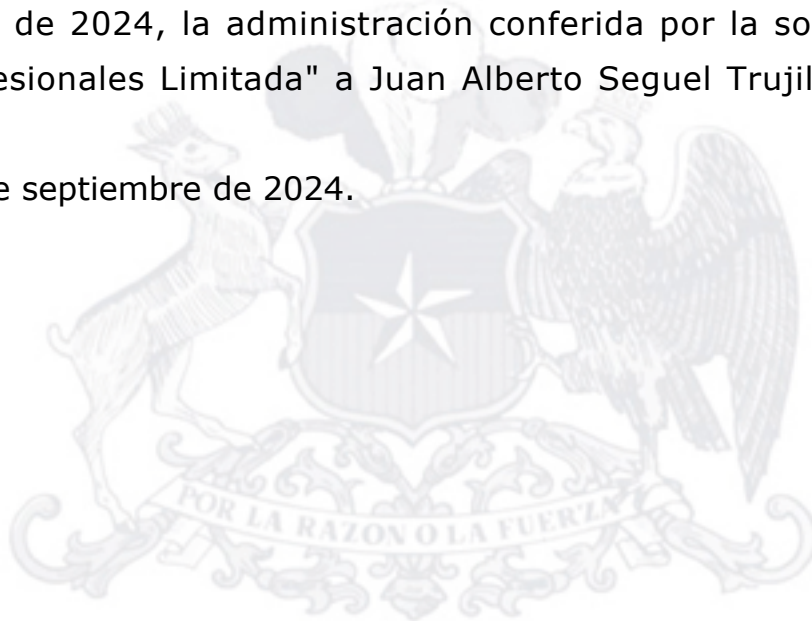 de 2024, la administración conferida por la so
esionales Limitada" a Juan Alberto Seguel Trujil
e septiembre de 2024.
POR LA RAZON O LA FUERZA